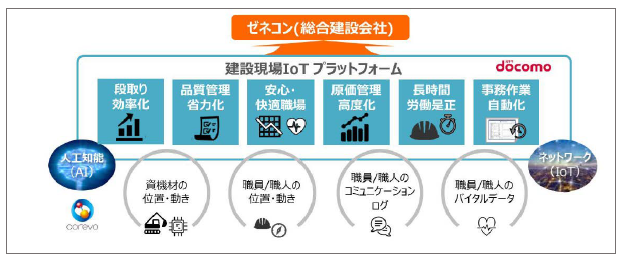 ゼネコン(総合建設会社)
建設現場IoT プラットフォーム
döcomo
段取り
効率化
品質管理
省力化
安心・
快適職場
原価管理
高度化
長時間
労働是正
事務作業
自動化
人工知能
(AI)
資機材の
位置・動き
職員/職人の
位置・動き
職員/職人の
コミュニケーション
ログ
職員/職人の
バイタルデータ
ネットワーク
(IoT)
corevo